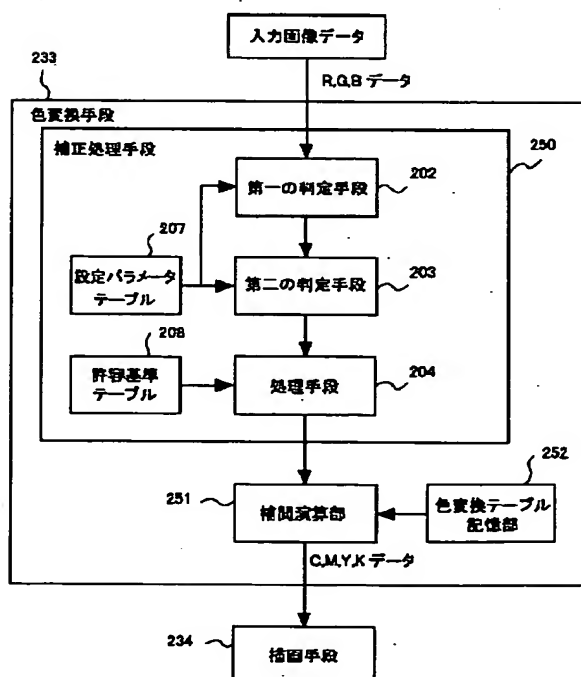 入力画像データ
233
R,G,B データ
色変換手段
補正処理手段
250
202
第一の判定手段
207
設定パラメータ
テーブル
203
第二の判定手段
208
許容基準
テーブル
204
処理手段
252
251
補間演算部
色変換テーブル
記憶部
C,M,Y,K データ
234
描画手段